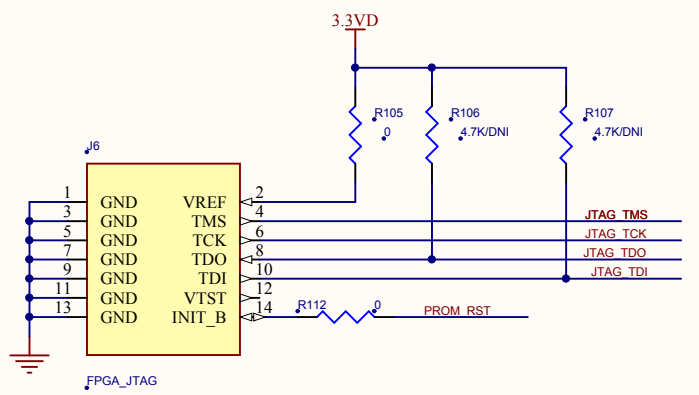 3.3VD
R105
0
R106
4.7K/DNI
R107
4.7K/DNI
J6
1 GND VREF 2
3 GND TMS 4 JTAG_TMS
5 GND TCK 6 JTAG_TCK
7 GND TDO 8 JTAG_TDO
9 GND TDI 10 JTAG_TDI
11 GND VTST 12
13 GND INIT_B 14 R112 0 PROM_RST
FPGA_JTAG